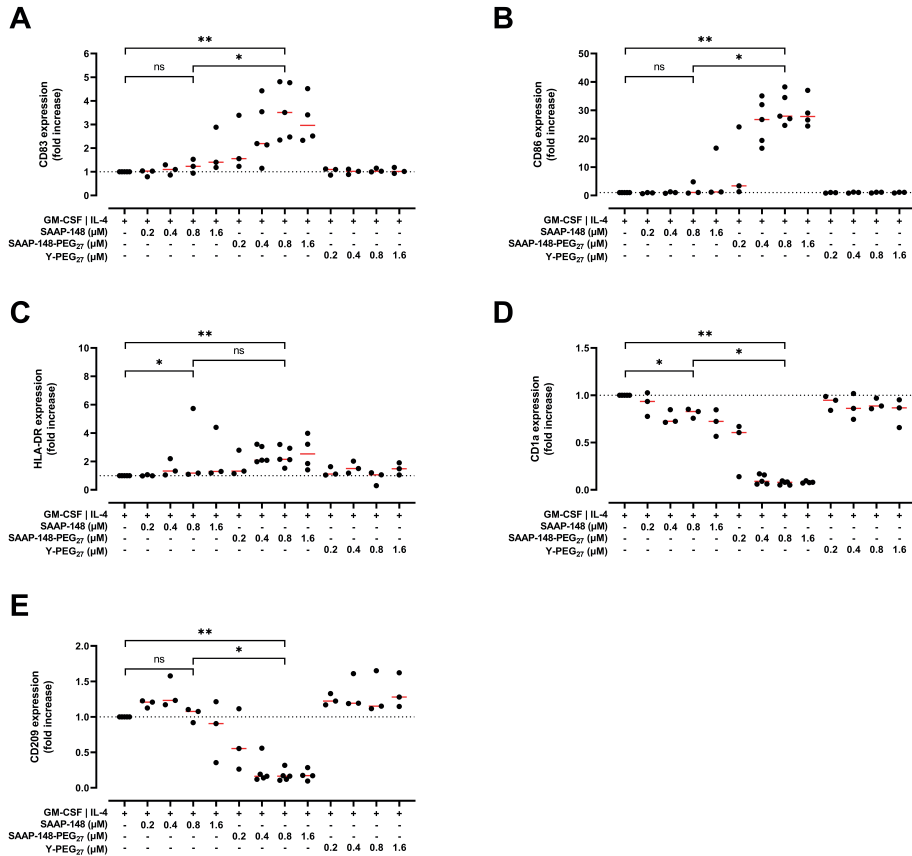 A
CD83 expression
(fold increase)
6
5
4
3
2
1
0
**
ns
*
GM-CSF | IL-4 + + + + + + + + + + + + +
SAAP-148 (µM) - 0.2 0.4 0.8 1.6 - - - - - - - -
SAAP-148-PEG27 (µM) - - - - - 0.2 0.4 0.8 1.6 - - - -
Y-PEG27 (µM) - - - - - - - - - 0.2 0.4 0.8 1.6
B
CD86 expression
(fold increase)
50
40
30
20
10
0
**
ns
*
GM-CSF | IL-4 + + + + + + + + + + + + +
SAAP-148 (µM) - 0.2 0.4 0.8 1.6 - - - - - - - -
SAAP-148-PEG27 (µM) - - - - - 0.2 0.4 0.8 1.6 - - - -
Y-PEG27 (µM) - - - - - - - - - 0.2 0.4 0.8 1.6
C
HLA-DR expression
(fold increase)
10
8
6
4
2
0
**
*
ns
GM-CSF | IL-4 + + + + + + + + + + + + +
SAAP-148 (µM) - 0.2 0.4 0.8 1.6 - - - - - - - -
SAAP-148-PEG27 (µM) - - - - - 0.2 0.4 0.8 1.6 - - - -
Y-PEG27 (µM) - - - - - - - - - 0.2 0.4 0.8 1.6
D
CD1a expression
(fold increase)
1.5
1.0
0.5
0.0
**
*
*
GM-CSF | IL-4 + + + + + + + + + + + + +
SAAP-148 (µM) - 0.2 0.4 0.8 1.6 - - - - - - - -
SAAP-148-PEG27 (µM) - - - - - 0.2 0.4 0.8 1.6 - - - -
Y-PEG27 (µM) - - - - - - - - - 0.2 0.4 0.8 1.6
E
CD209 expression
(fold increase)
2.0
1.5
1.0
0.5
0.0
**
ns
*
GM-CSF | IL-4 + + + + + + + + + + + + +
SAAP-148 (µM) - 0.2 0.4 0.8 1.6 - - - - - - - -
SAAP-148-PEG27 (µM) - - - - - 0.2 0.4 0.8 1.6 - - - -
Y-PEG27 (µM) - - - - - - - - - 0.2 0.4 0.8 1.6